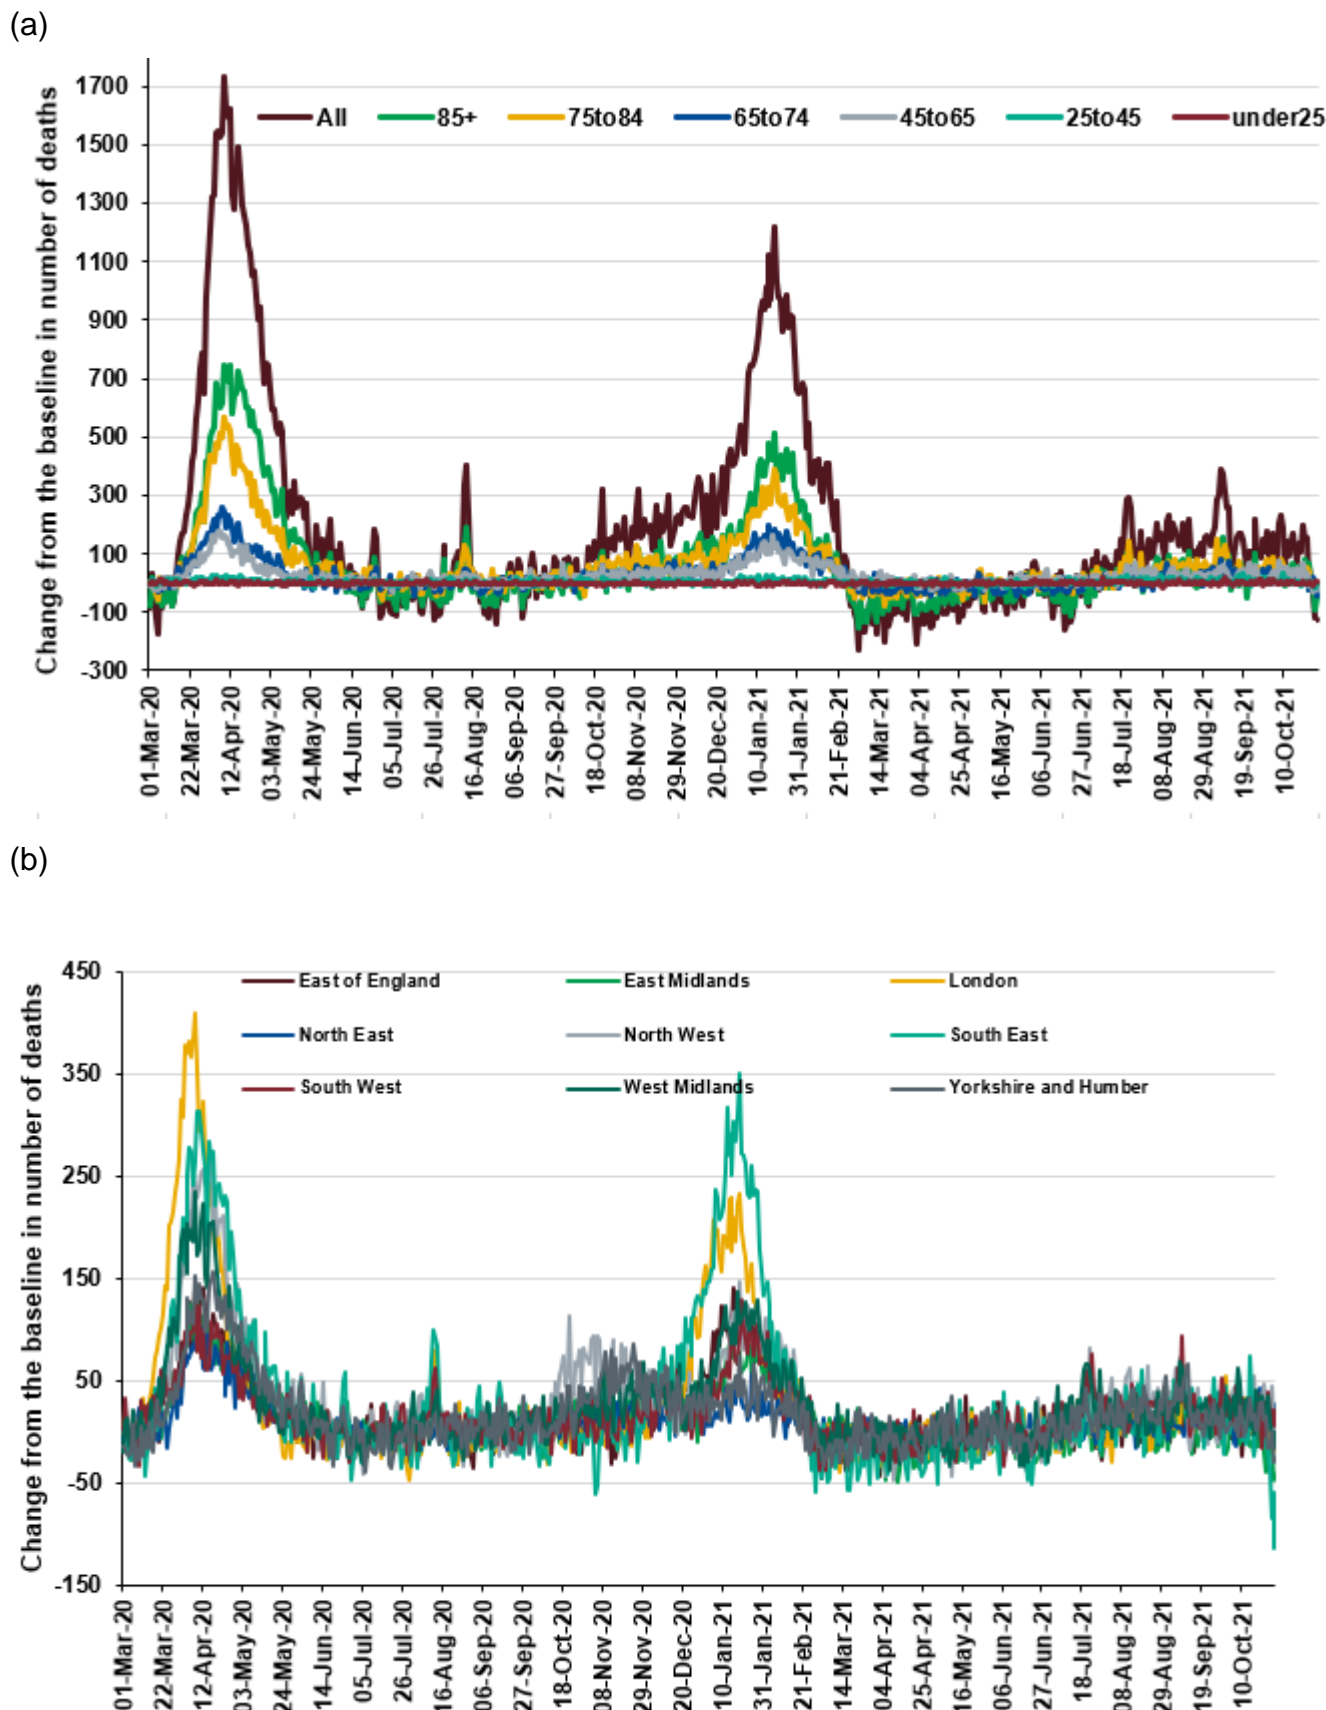 (a)
Change from the baseline in number of deaths
1700
1500
1300
1100
900
700
500
300
100
-100
-300
All 85+ 75to84 65to74 45to65 25to45 under25
01-Mar-20 22-Mar-20 12-Apr-20 03-May-20 24-May-20 14-Jun-20 05-Jul-20 26-Jul-20 16-Aug-20 06-Sep-20 27-Sep-20 18-Oct-20 08-Nov-20 29-Nov-20 20-Dec-20 10-Jan-21 31-Jan-21 21-Feb-21 14-Mar-21 04-Apr-21 25-Apr-21 16-May-21 06-Jun-21 27-Jun-21 18-Jul-21 08-Aug-21 29-Aug-21 19-Sep-21 10-Oct-21
(b)
Change from the baseline in number of deaths
450
350
250
150
50
-50
-150
East of England East Midlands London
North East North West South East
South West West Midlands Yorkshire and Humber
01-Mar-20 22-Mar-20 12-Apr-20 03-May-20 24-May-20 14-Jun-20 05-Jul-20 26-Jul-20 16-Aug-20 06-Sep-20 27-Sep-20 18-Oct-20 08-Nov-20 29-Nov-20 20-Dec-20 10-Jan-21 31-Jan-21 21-Feb-21 14-Mar-21 04-Apr-21 25-Apr-21 16-May-21 06-Jun-21 27-Jun-21 18-Jul-21 08-Aug-21 29-Aug-21 19-Sep-21 10-Oct-21